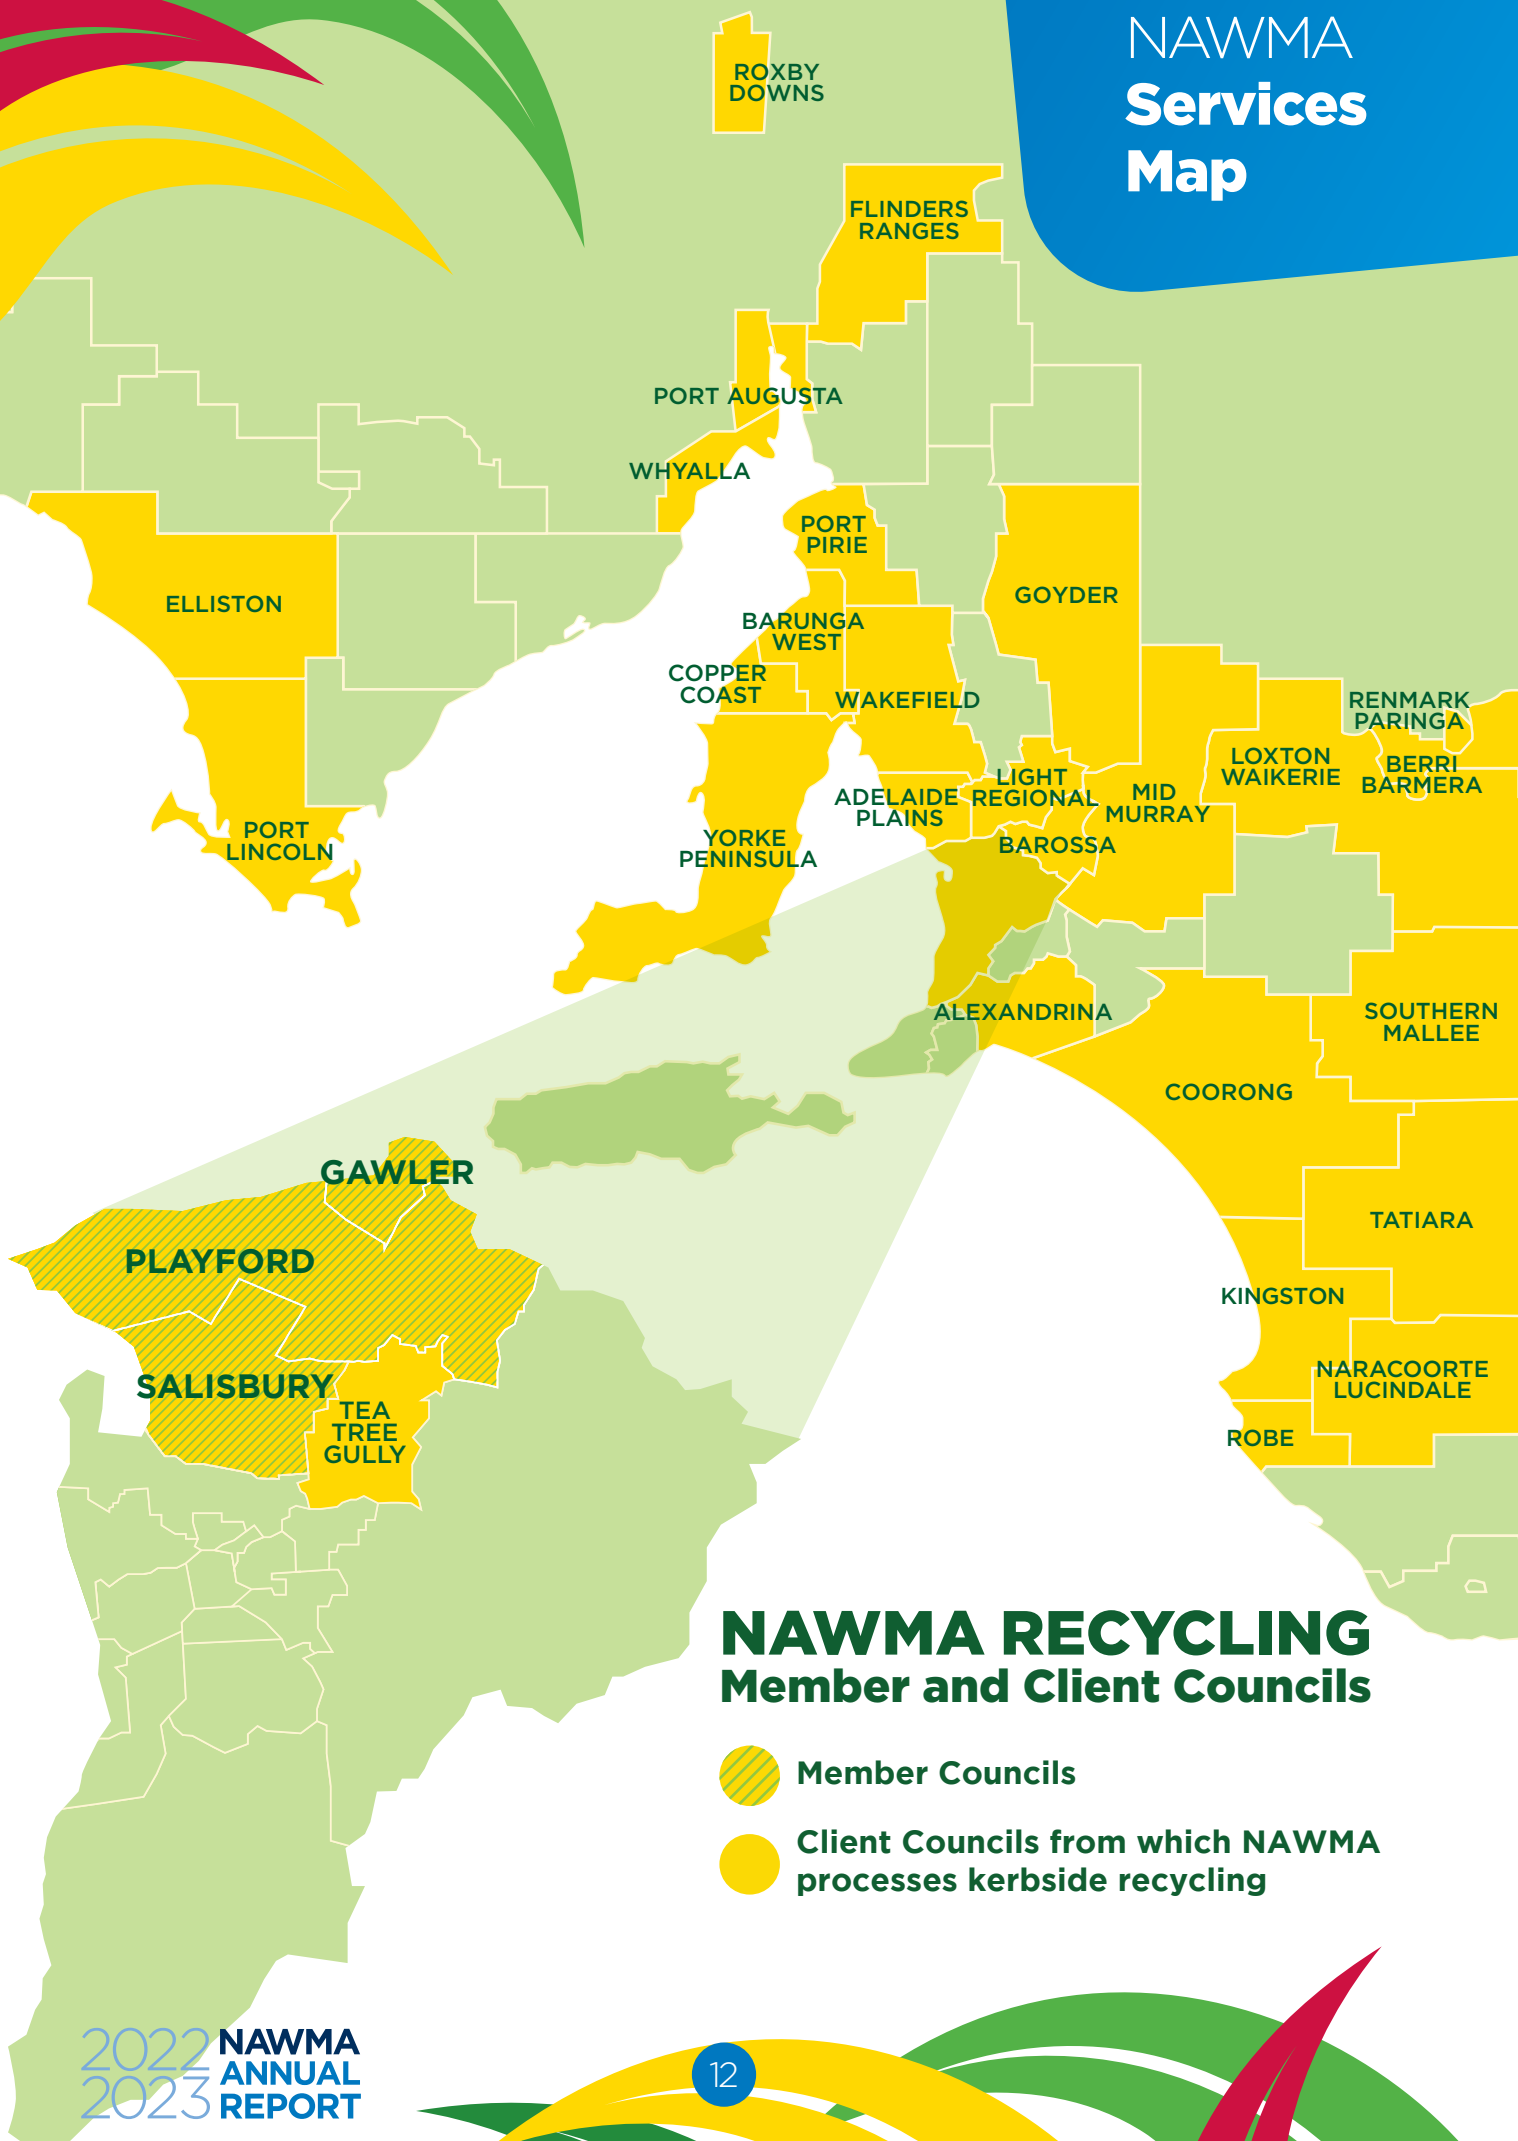 NAWMA
Services
Map
ROXBY
DOWNS
FLINDERS
RANGES
PORT AUGUSTA
WHYALLA
PORT
PIRIE
ELLISTON
GOYDER
BARUNGA
WEST
COPPER
COAST
WAKEFIELD
RENMARK
PARINGA
LOXTON
WAIKERIE
BERRI
BARMERA
LIGHT
REGIONAL
ADELAIDE
PLAINS
MID
MURRAY
PORT
LINCOLN
YORKE
PENINSULA
BAROSSA
ALEXANDRINA
SOUTHERN
MALLEE
COORONG
GAWLER
PLAYFORD
TATIARA
KINGSTON
SALISBURY
TEA
TREE
GULLY
NARACOORTE
LUCINDALE
ROBE
NAWMA RECYCLING
Member and Client Councils
Member Councils
Client Councils from which NAWMA
processes kerbside recycling
2022 NAWMA
ANNUAL
2023 REPORT
12